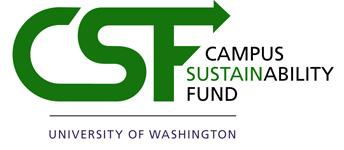 CSF
CAMPUS
SUSTAINABILITY
FUND
UNIVERSITY OF WASHINGTON